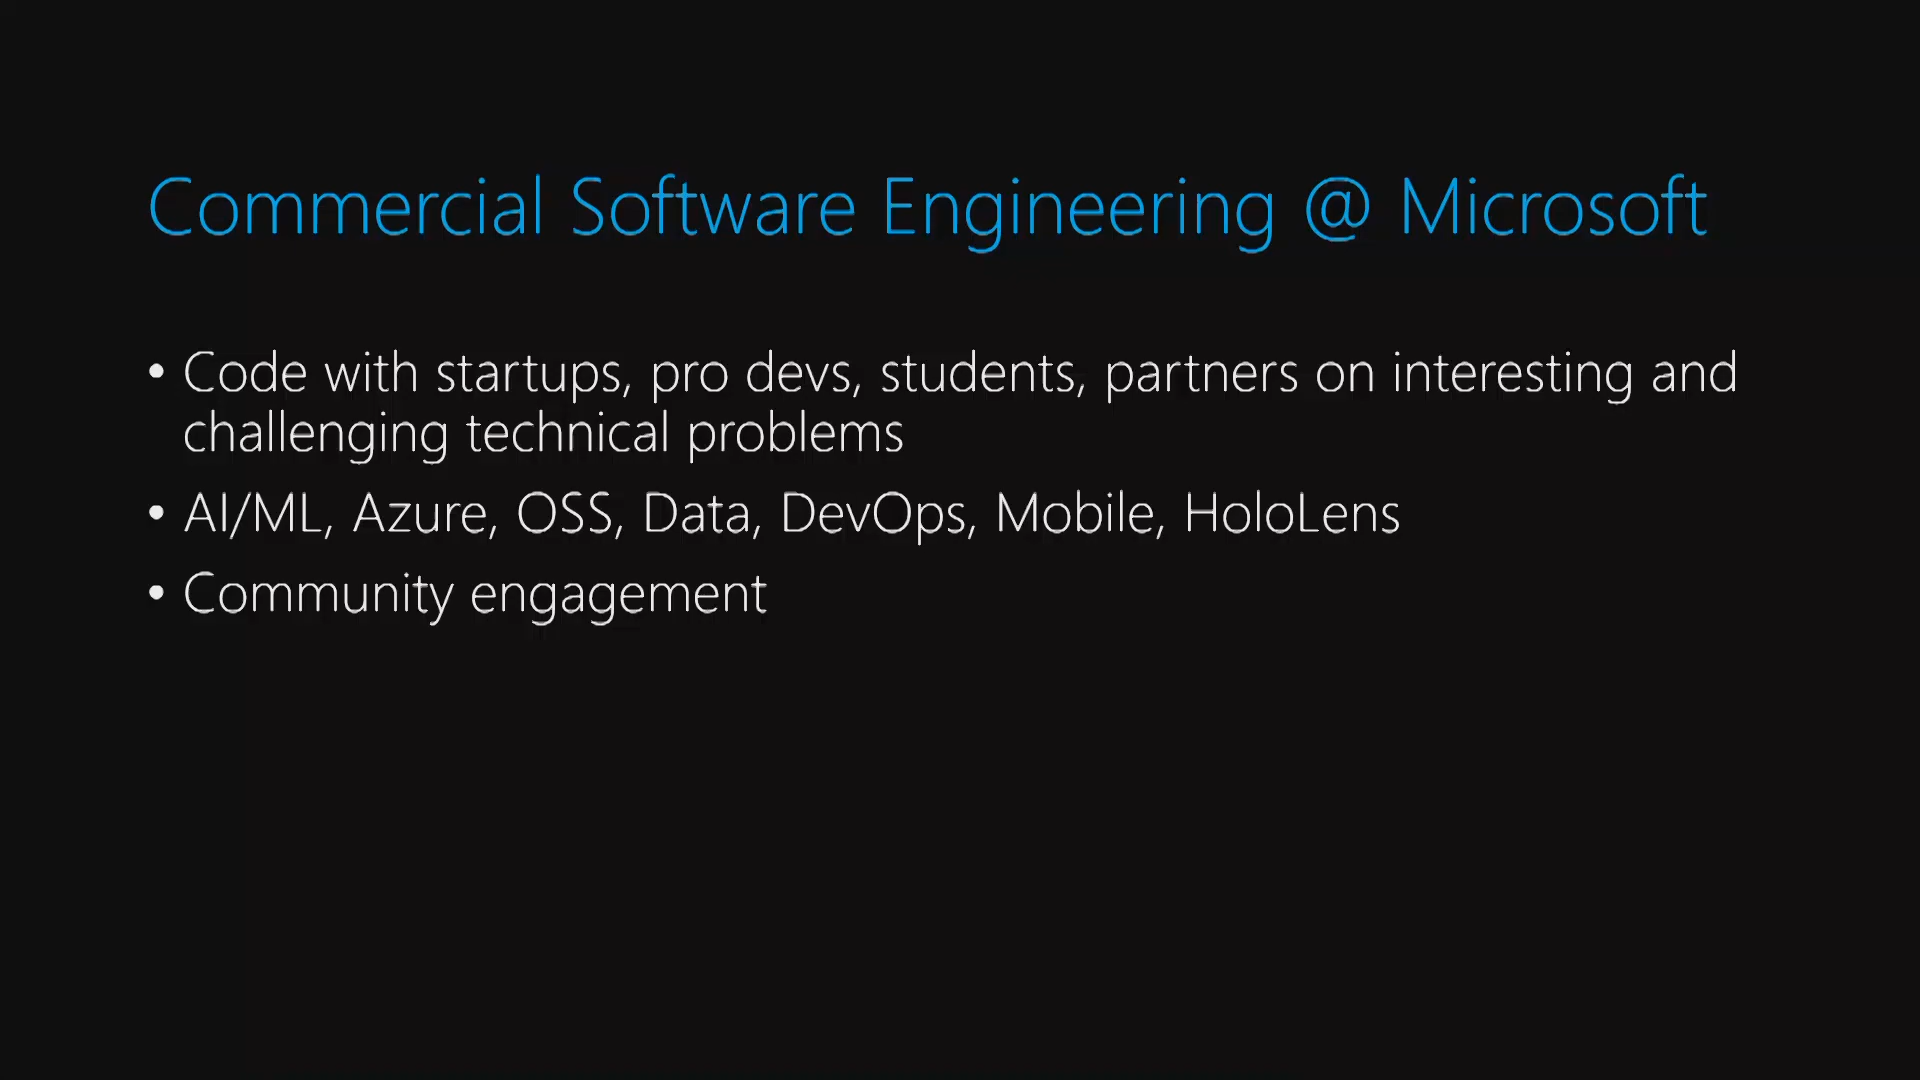 Commercial Software Engineering @ Microsoft
• Code with startups, pro devs, students, partners on interesting and
challenging technical problems
• AI/ML, Azure, OSS, Data, DevOps, Mobile, HoloLens
• Community engagement